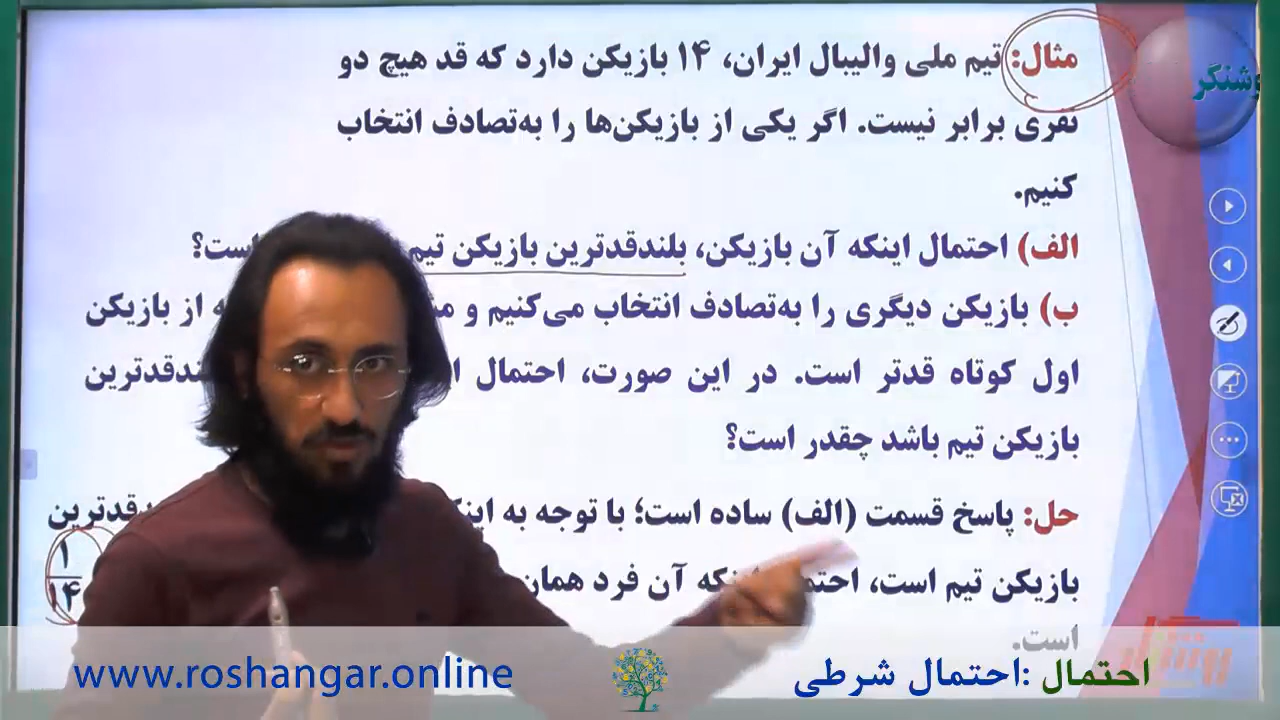 مثال: تیم ملی والیبال ایران، ۱۴ بازیکن دارد که قد هیچ دو
نفری برابر نیست. اگر یکی از بازیکن‌ها را به‌تصادف انتخاب
کنیم.
الف) احتمال اینکه آن بازیکن، بلندقدترین بازیکن تیم است؟
ب) بازیکن دیگری را به‌تصادف انتخاب می‌کنیم و از بازیکن
اول کوتاه قدتر است. در این صورت، احتمال بلندقدترین
بازیکن تیم باشد چقدر است؟
حل: پاسخ قسمت (الف) ساده است؛ با توجه به قدترین
بازیکن تیم است، آن فرد همان ۱/۱۴
است.
وشنگر
www.roshangar.online
احتمال :احتمال شرطی